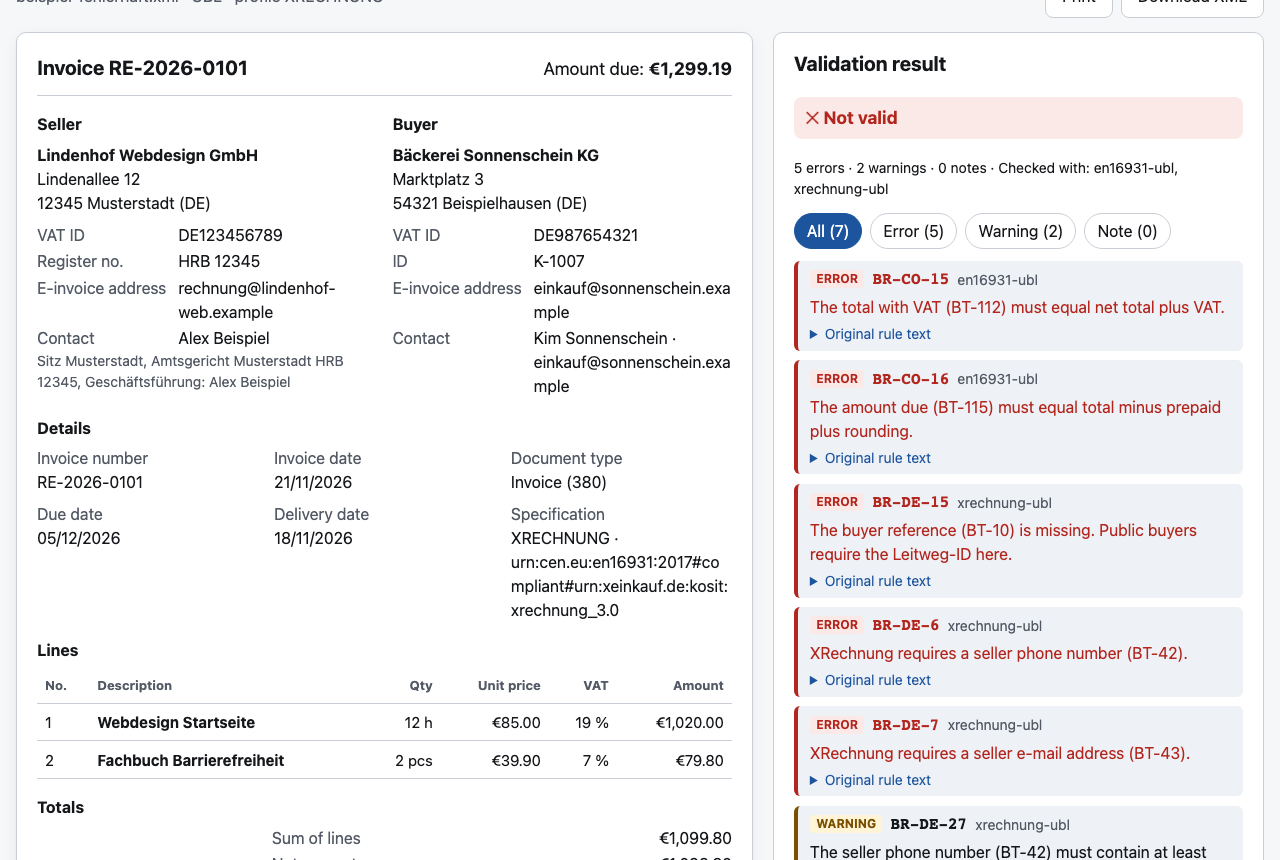 beispiel-fehlerhaft.xml · UBL · profile XRECHNUNG
Print
Download XML
Invoice RE-2026-0101
Amount due: €1,299.19
Seller
Lindenhof Webdesign GmbH
Lindenallee 12
12345 Musterstadt (DE)
VAT ID DE123456789
Register no. HRB 12345
E-invoice address rechnung@lindenhof-
web.example
Contact Alex Beispiel
Sitz Musterstadt, Amtsgericht Musterstadt HRB
12345, Geschäftsführung: Alex Beispiel
Buyer
Bäckerei Sonnenschein KG
Marktplatz 3
54321 Beispielhausen (DE)
VAT ID DE987654321
ID K-1007
E-invoice address einkauf@sonnenschein.exa
mple
Contact Kim Sonnenschein ·
einkauf@sonnenschein.exa
mple
Details
Invoice number Invoice date Document type
RE-2026-0101 21/11/2026 Invoice (380)
Due date Delivery date Specification
05/12/2026 18/11/2026 XRECHNUNG ·
urn:cen.eu:en16931:2017#co
mpliant#urn:xeinkauf.de:kosit:
xrechnung_3.0
Lines
No. Description Qty Unit price VAT Amount
1 Webdesign Startseite 12 h €85.00 19 % €1,020.00
2 Fachbuch Barrierefreiheit 2 pcs €39.90 7 % €79.80
Totals
Sum of lines €1,099.80
Validation result
✕ Not valid
5 errors · 2 warnings · 0 notes · Checked with: en16931-ubl,
xrechnung-ubl
All (7) Error (5) Warning (2) Note (0)
ERROR BR-CO-15 en16931-ubl
The total with VAT (BT-112) must equal net total plus VAT.
▶ Original rule text
ERROR BR-CO-16 en16931-ubl
The amount due (BT-115) must equal total minus prepaid
plus rounding.
▶ Original rule text
ERROR BR-DE-15 xrechnung-ubl
The buyer reference (BT-10) is missing. Public buyers
require the Leitweg-ID here.
▶ Original rule text
ERROR BR-DE-6 xrechnung-ubl
XRechnung requires a seller phone number (BT-42).
▶ Original rule text
ERROR BR-DE-7 xrechnung-ubl
XRechnung requires a seller e-mail address (BT-43).
▶ Original rule text
WARNING BR-DE-27 xrechnung-ubl
The seller phone number (BT-42) must contain at least